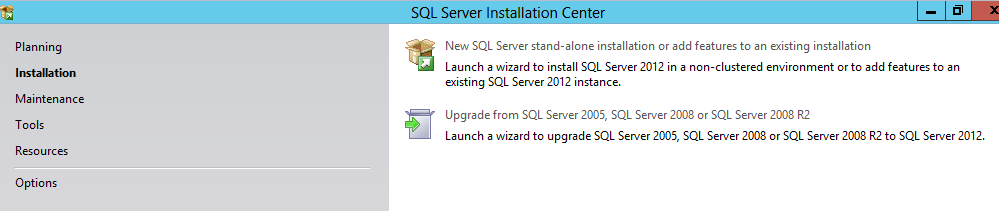 SQL Server Installation Center
Planning
Installation
Maintenance
Tools
Resources
Options
New SQL Server stand-alone installation or add features to an existing installation
Launch a wizard to install SQL Server 2012 in a non-clustered environment or to add features to an
existing SQL Server 2012 instance.
Upgrade from SQL Server 2005, SQL Server 2008 or SQL Server 2008 R2
Launch a wizard to upgrade SQL Server 2005, SQL Server 2008 or SQL Server 2008 R2 to SQL Server 2012.